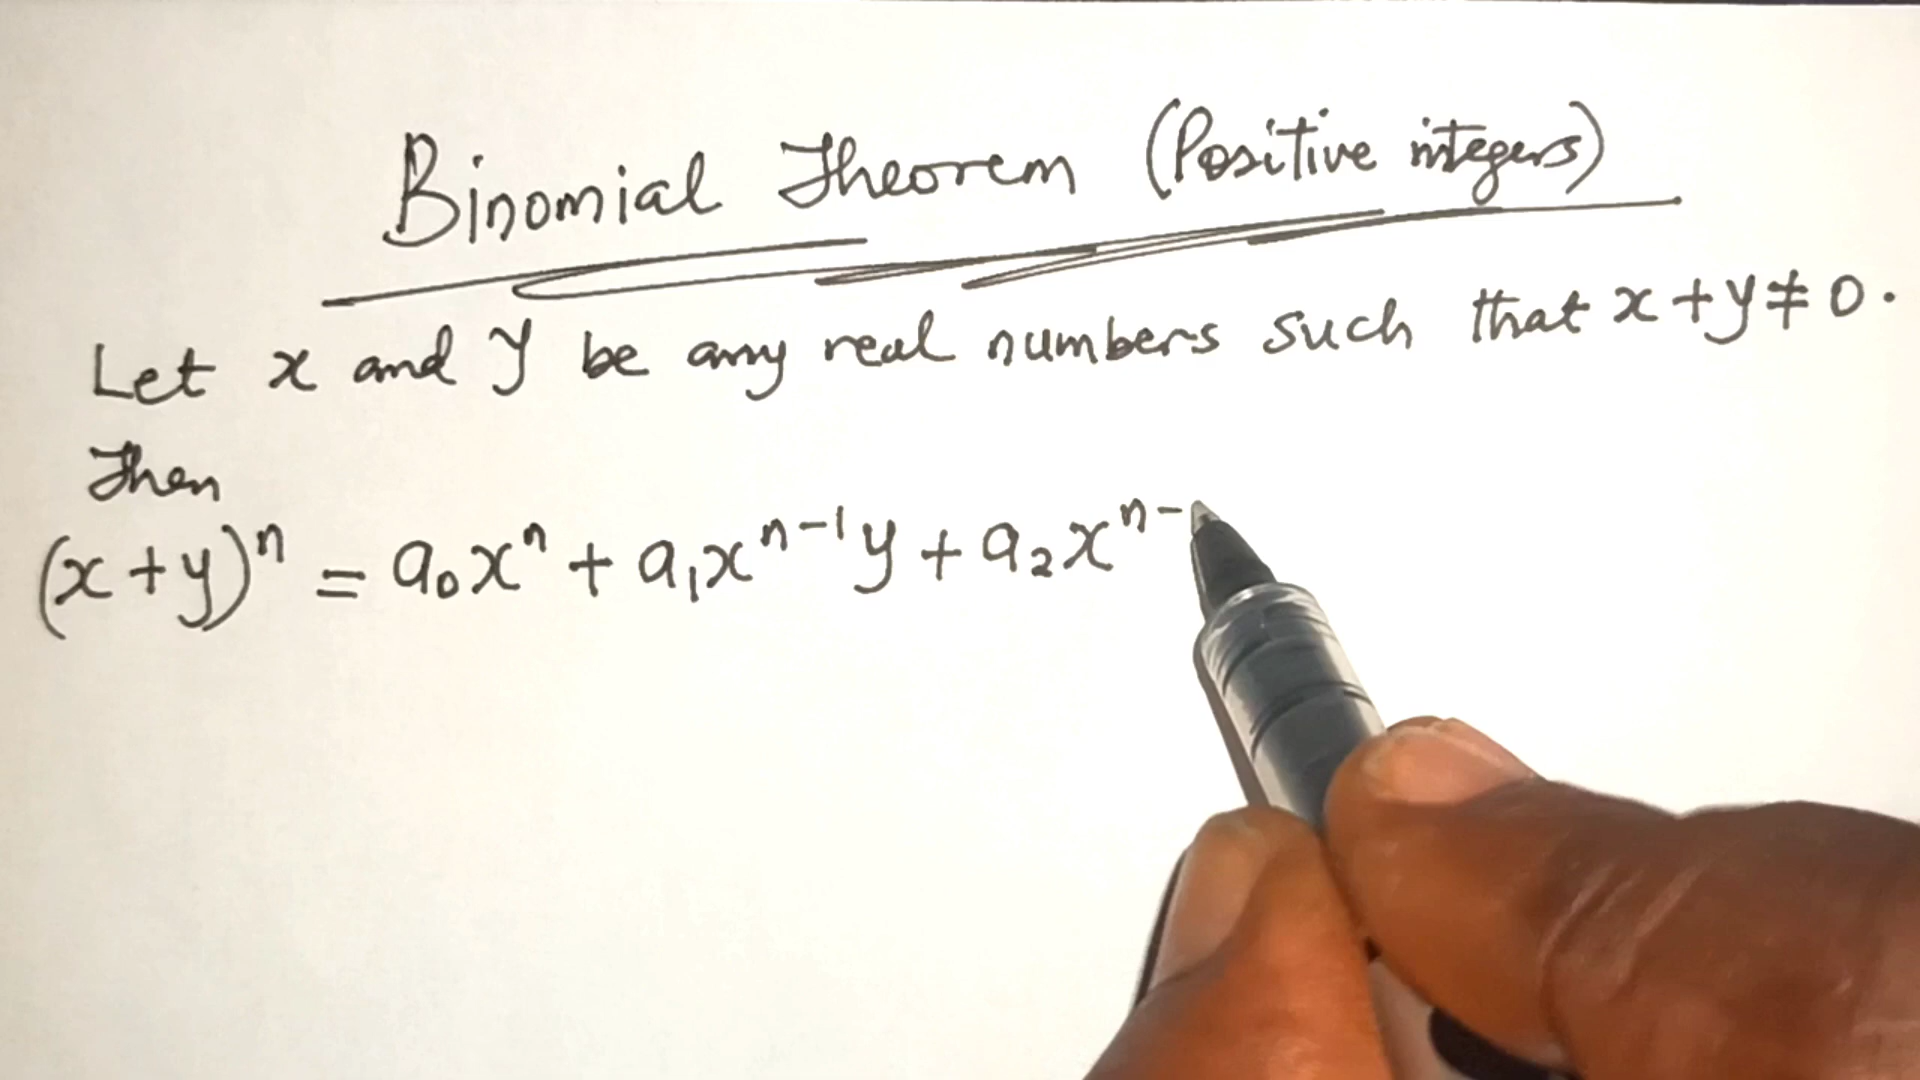 Binomial Theorem (Positive integers)
Let x and y be any real numbers such that x + y ≠ 0.
Then
(x + y)ⁿ = a₀xⁿ + a₁xⁿ⁻¹y + a₂xⁿ⁻